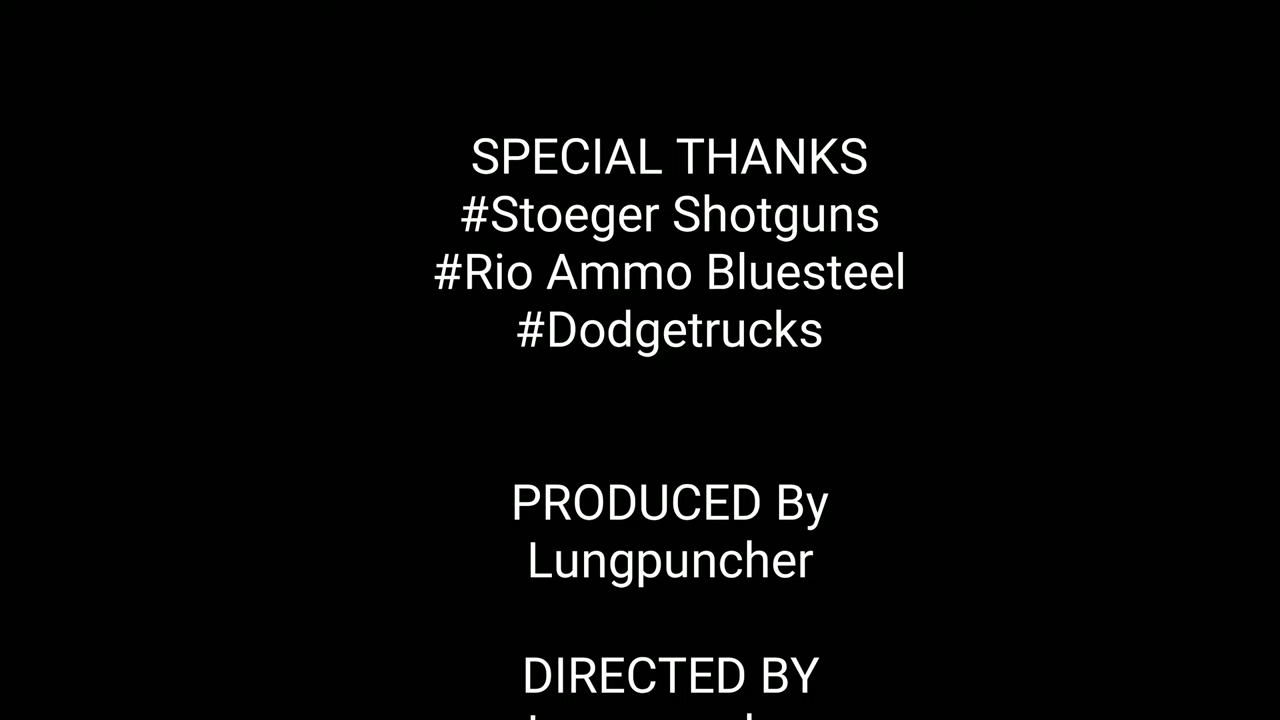 SPECIAL THANKS
#Stoeger Shotguns
#Rio Ammo Bluesteel
#Dodgetrucks
PRODUCED By
Lungpuncher
DIRECTED BY